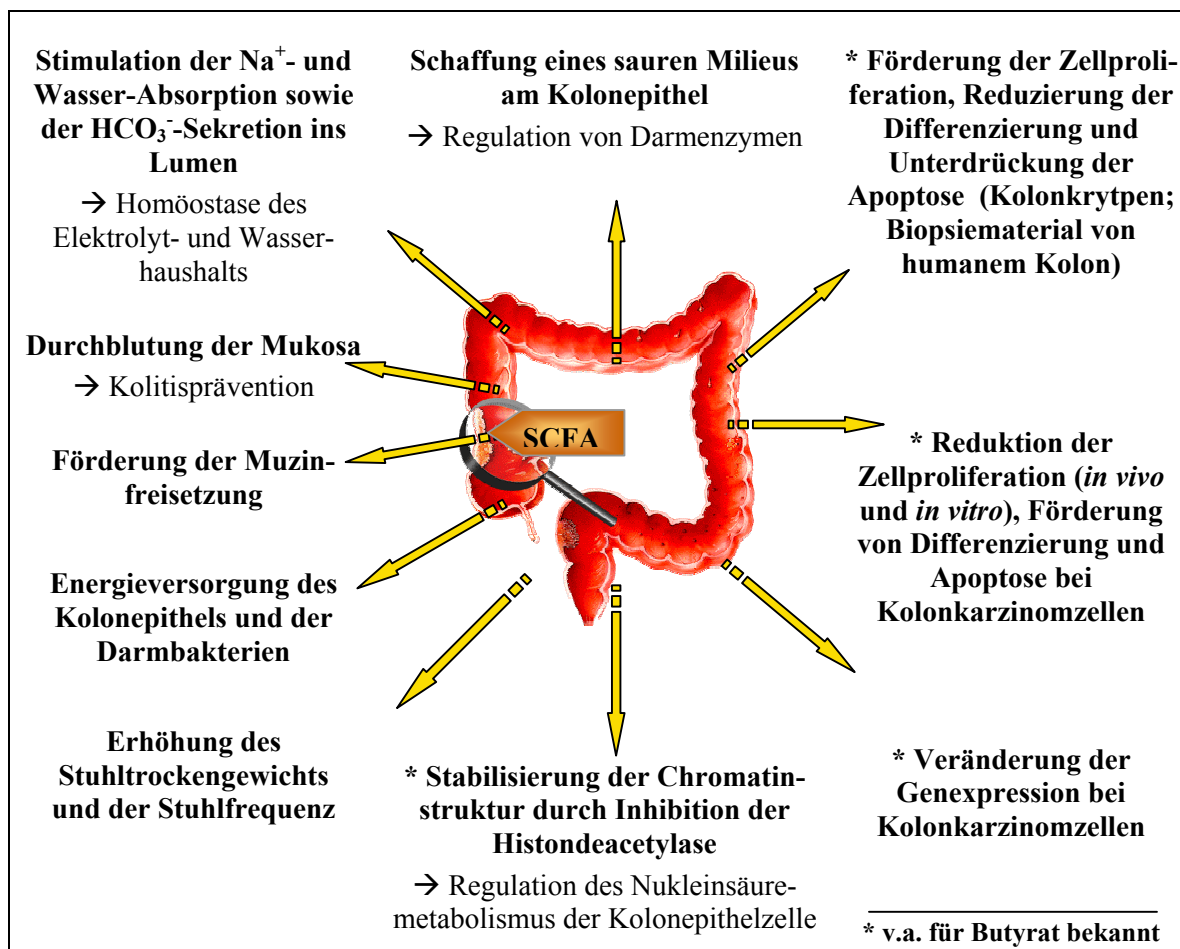 Stimulation der Na⁺- und
Wasser-Absorption sowie
der HCO₃⁻-Sekretion ins
Lumen
→ Homöostase des
Elektrolyt- und Wasser-
haushalts
Schaffung eines sauren Milieus
am Kolonepithel
→ Regulation von Darmenzymen
* Förderung der Zellproli-
feration, Reduzierung der
Differenzierung und
Unterdrückung der
Apoptose (Kolonkrytpen;
Biopsiematerial von
humanem Kolon)
Durchblutung der Mukosa
→ Kolitisprävention
SCFA
Förderung der Muzin-
freisetzung
* Reduktion der
Zellproliferation (in vivo
und in vitro), Förderung
von Differenzierung und
Apoptose bei
Kolonkarzinomzellen
Energieversorgung des
Kolonepithels und der
Darmbakterien
Erhöhung des
Stuhltrockengewichts
und der Stuhlfrequenz
* Stabilisierung der Chromatin-
struktur durch Inhibition der
Histondeacetylase
→ Regulation des Nukleinsäure-
metabolismus der Kolonepithelzelle
* Veränderung der
Genexpression bei
Kolonkarzinomzellen
* v.a. für Butyrat bekannt